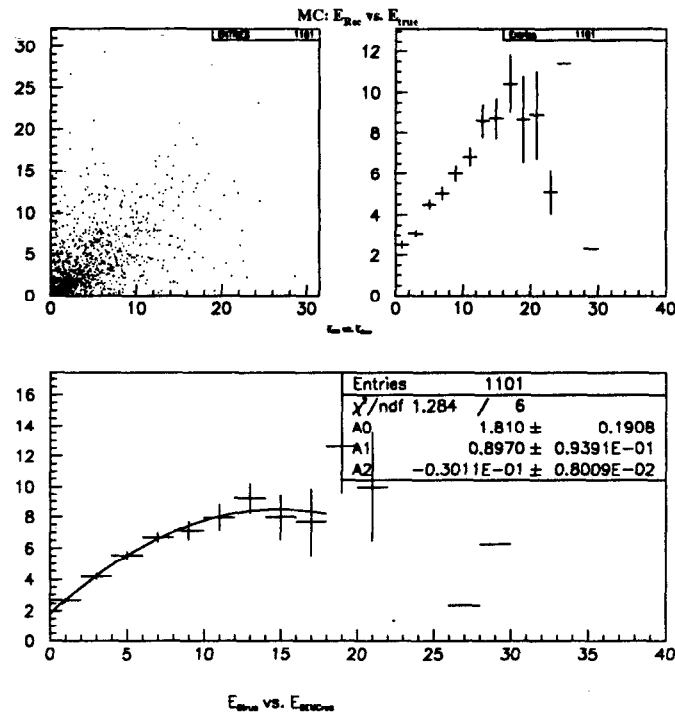 MC: E_Rec vs. E_true
ENTRIES 1101
30
25
20
15
10
5
0
0 10 20 30
Entries 1101
12
10
8
6
4
2
0
0 10 20 30 40
16
14
12
10
8
6
4
2
0
Entries 1101
χ²/ndf 1.284 / 6
A0 1.810 ± 0.1908
A1 0.8970 ± 0.9391E-01
A2 -0.3011E-01 ± 0.8009E-02
0 5 10 15 20 25 30 35 40
vs.